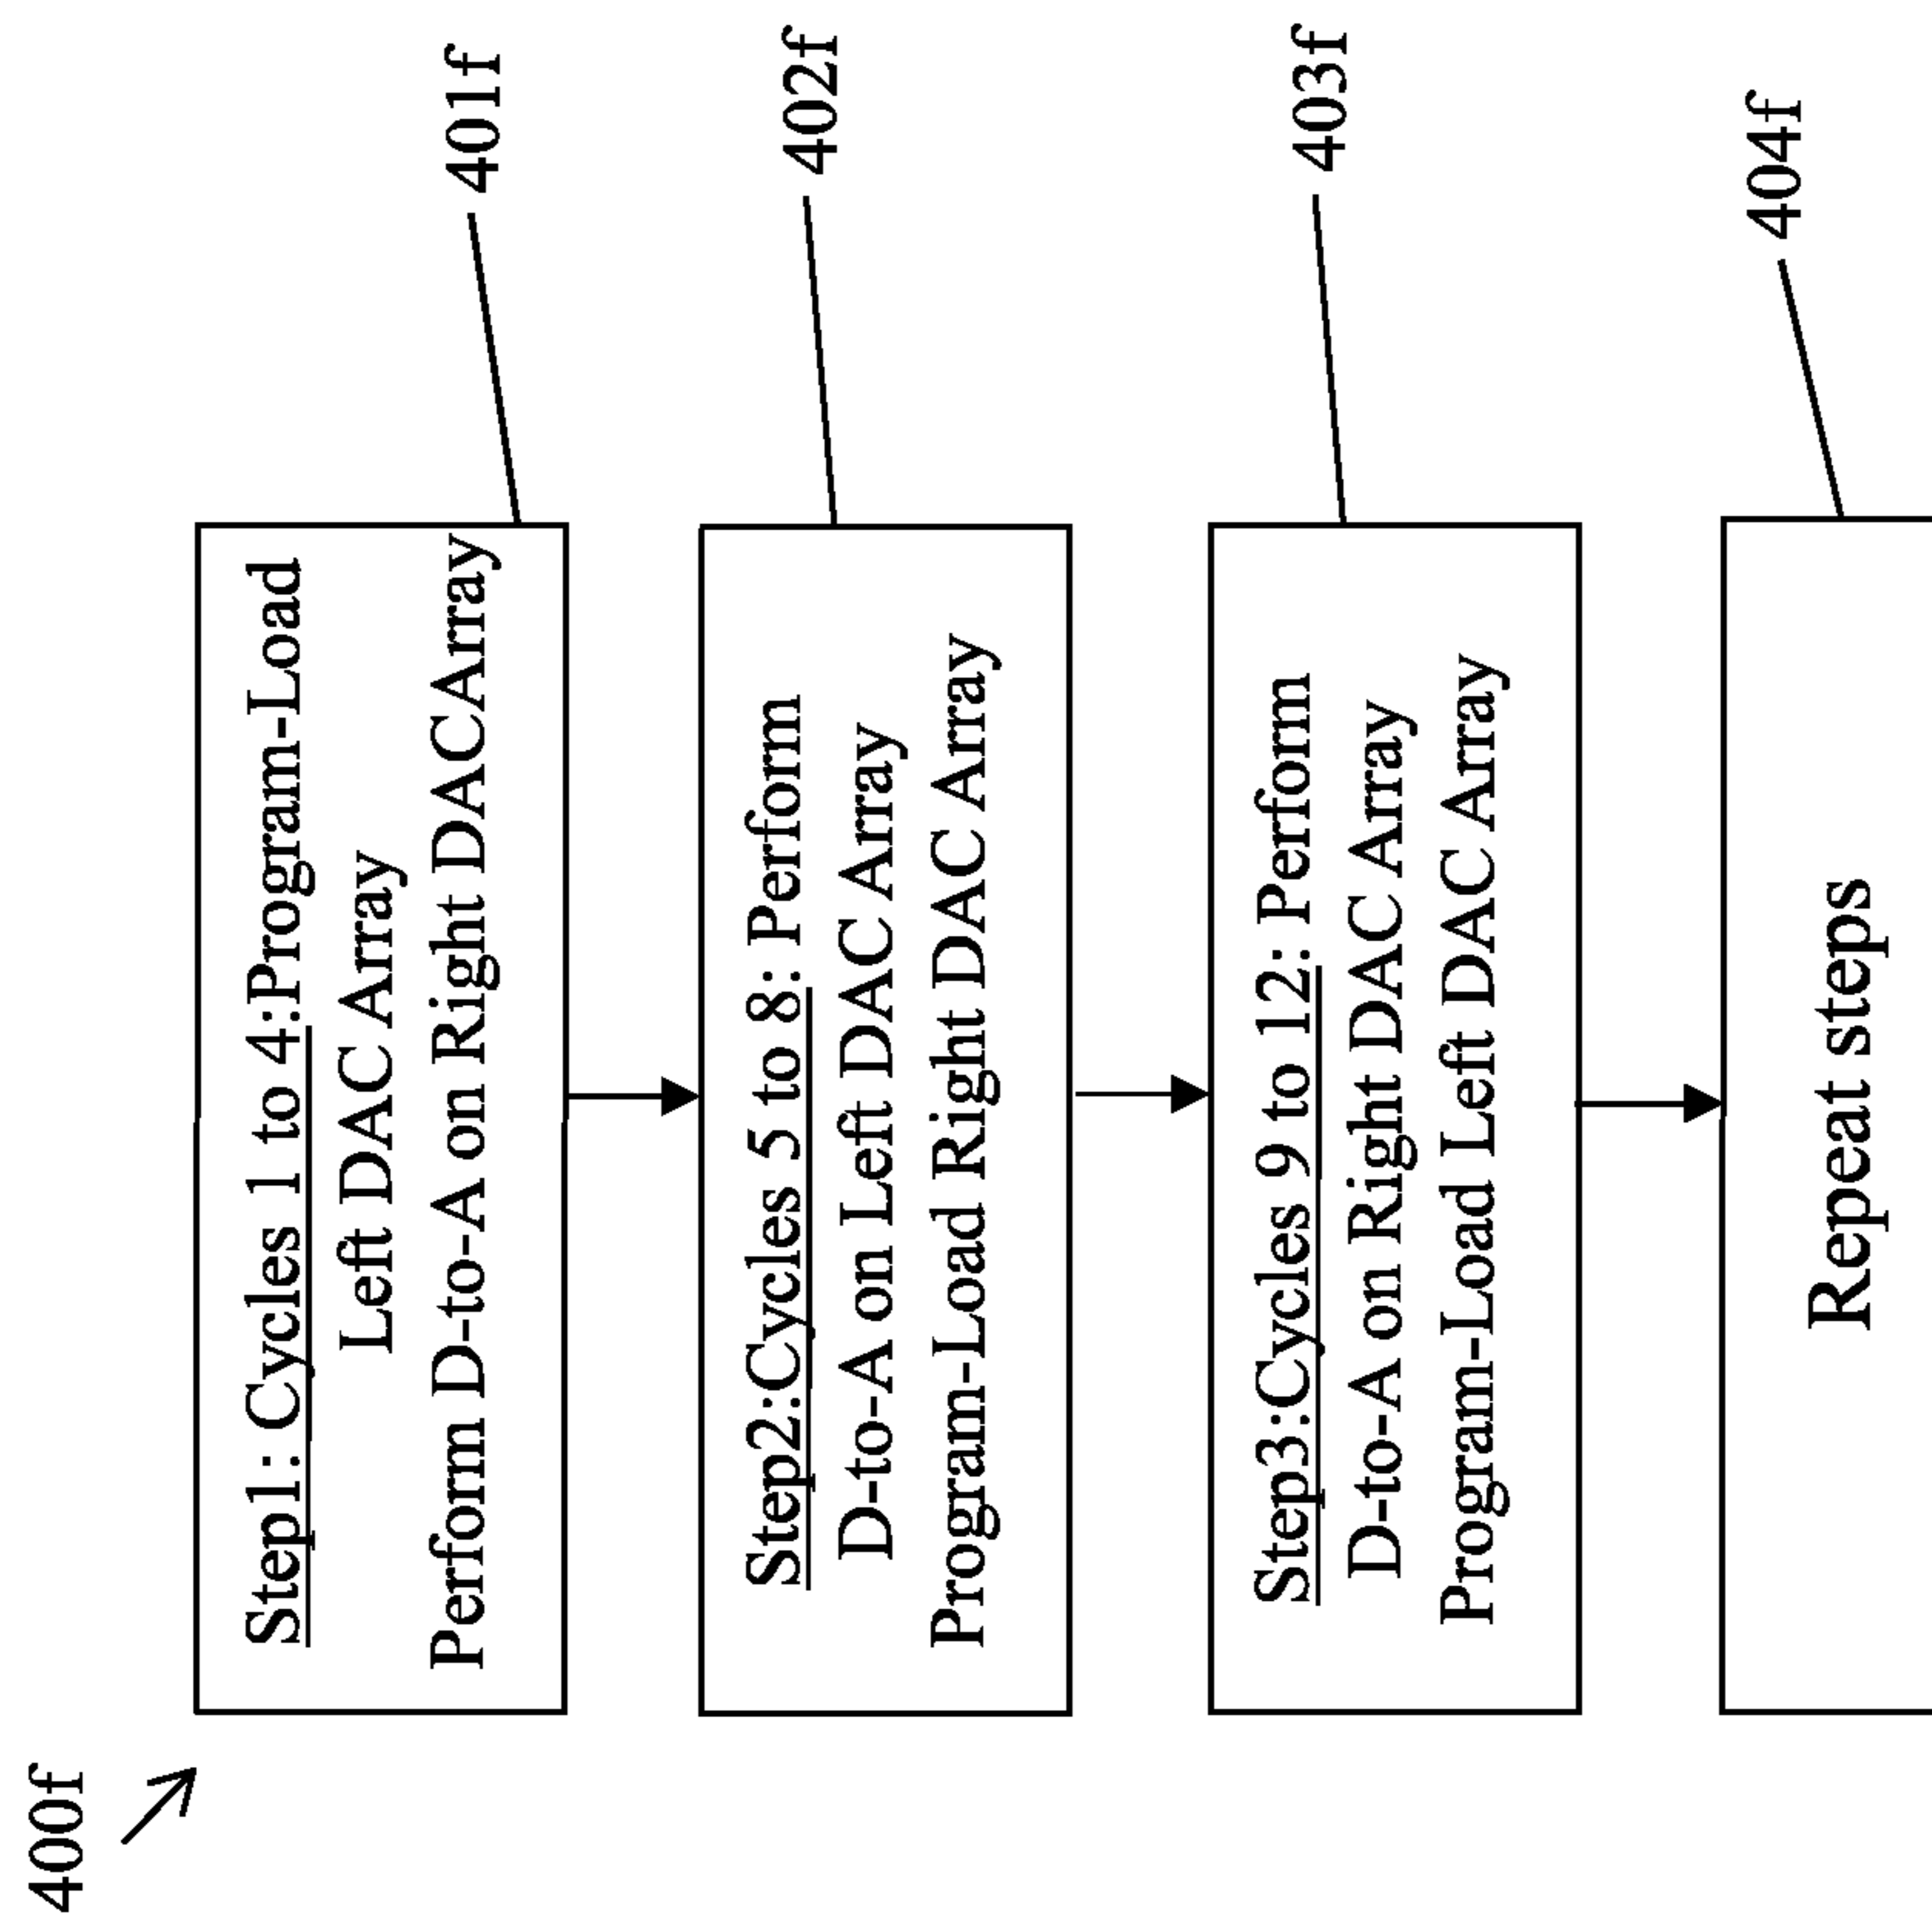 400f
Step1: Cycles 1 to 4:Program-Load
Left DAC Array
Perform D-to-A on Right DACArray
401f
Step2:Cycles 5 to 8: Perform
D-to-A on Left DAC Array
Program-Load Right DAC Array
402f
Step3:Cycles 9 to 12: Perform
D-to-A on Right DAC Array
Program-Load Left DAC Array
403f
Repeat steps
404f